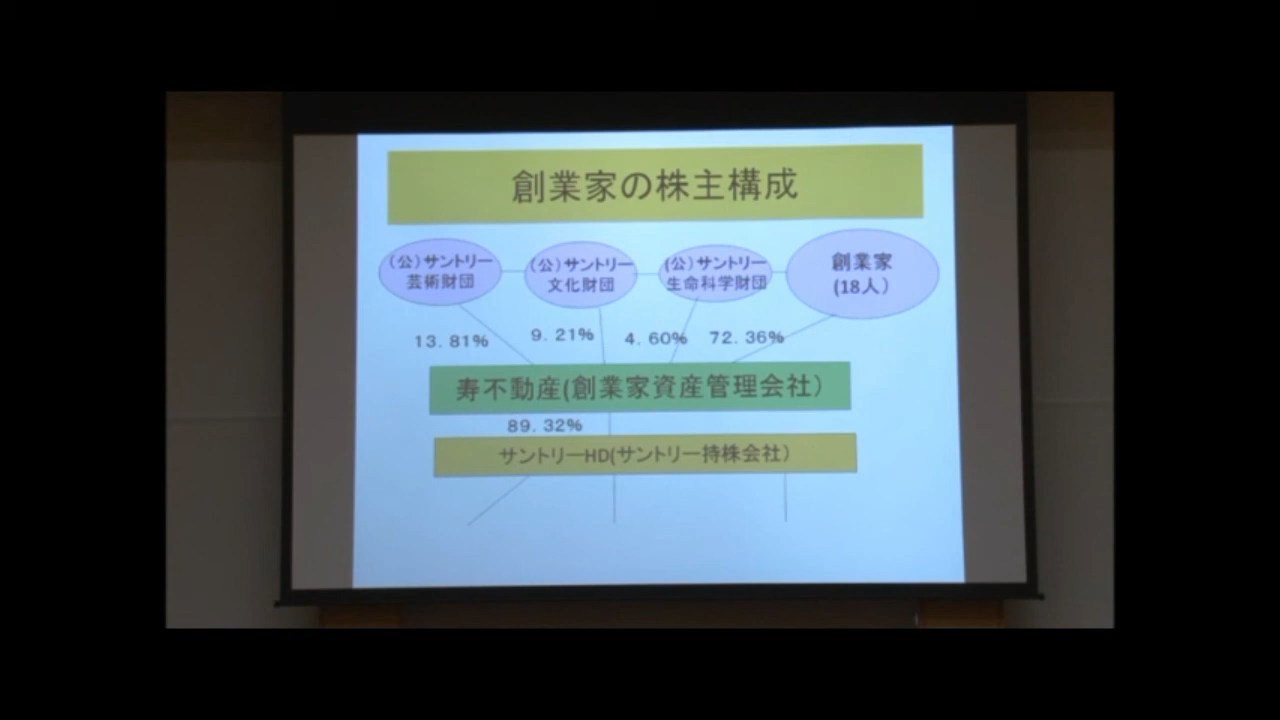 創業家の株主構成
(公)サントリー
芸術財団
(公)サントリー
文化財団
(公)サントリー
生命科学財団
創業家
(18人)
13.81%
9.21%
4.60%
72.36%
寿不動産(創業家資産管理会社)
89.32%
サントリーHD(サントリー持株会社)